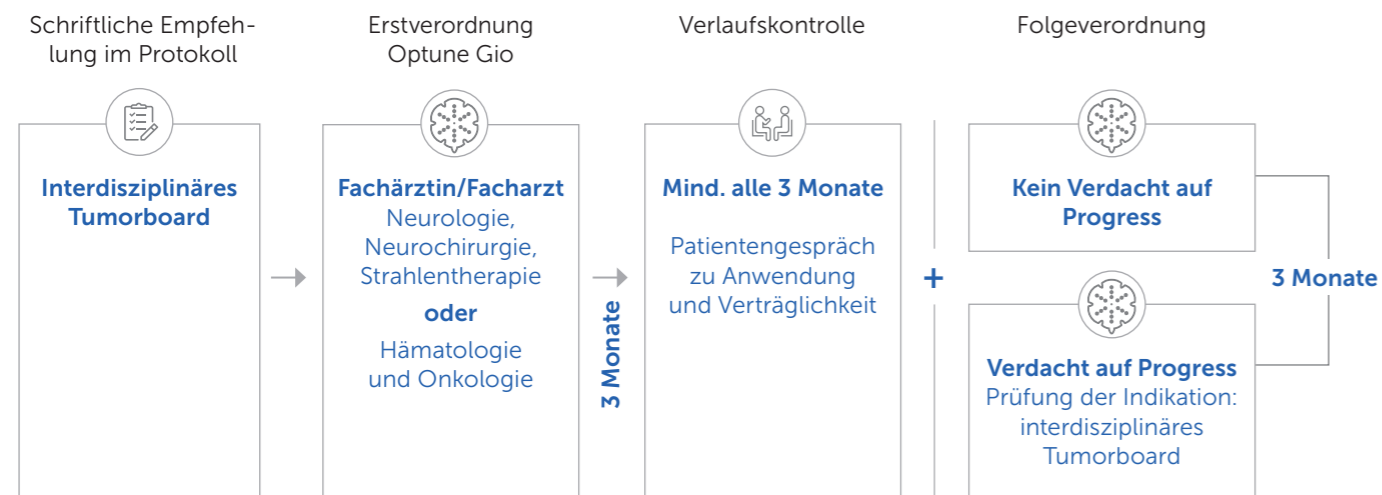 Schriftliche Empfeh-
lung im Protokoll
Interdisziplinäres
Tumorboard
Erstverordnung
Optune Gio
Fachärztin/Facharzt
Neurologie,
Neurochirurgie,
Strahlentherapie
oder
Hämatologie
und Onkologie
3 Monate
Verlaufskontrolle
Mind. alle 3 Monate
Patientengespräch
zu Anwendung
und Verträglichkeit
+
Folgeverordnung
Kein Verdacht auf
Progress
Verdacht auf Progress
Prüfung der Indikation:
interdisziplinäres
Tumorboard
3 Monate